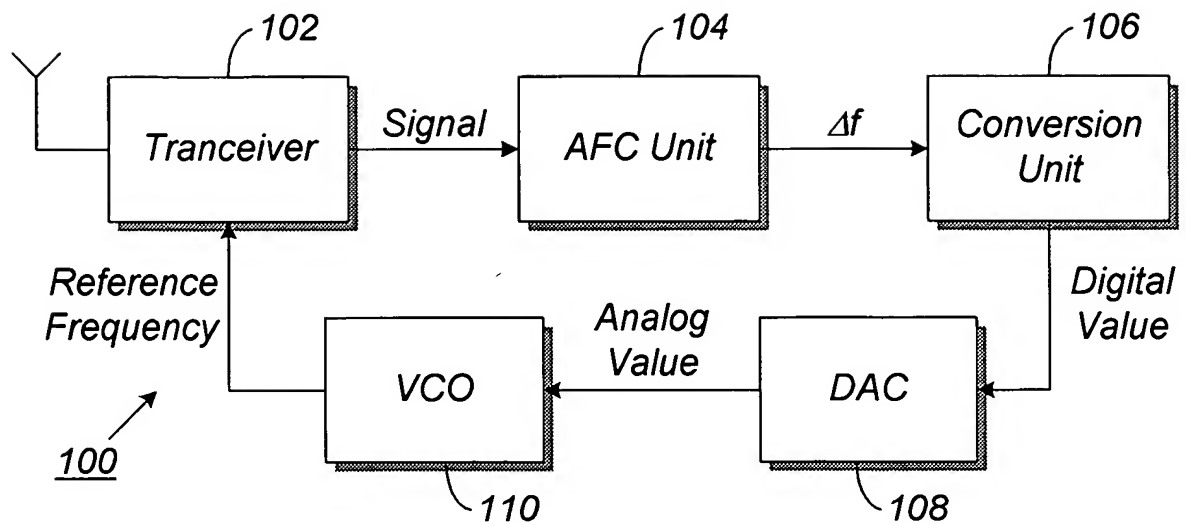 102
104
106
Tranceiver
Signal
AFC Unit
Δf
Conversion
Unit
Reference
Frequency
Analog
Value
Digital
Value
VCO
DAC
100
110
108